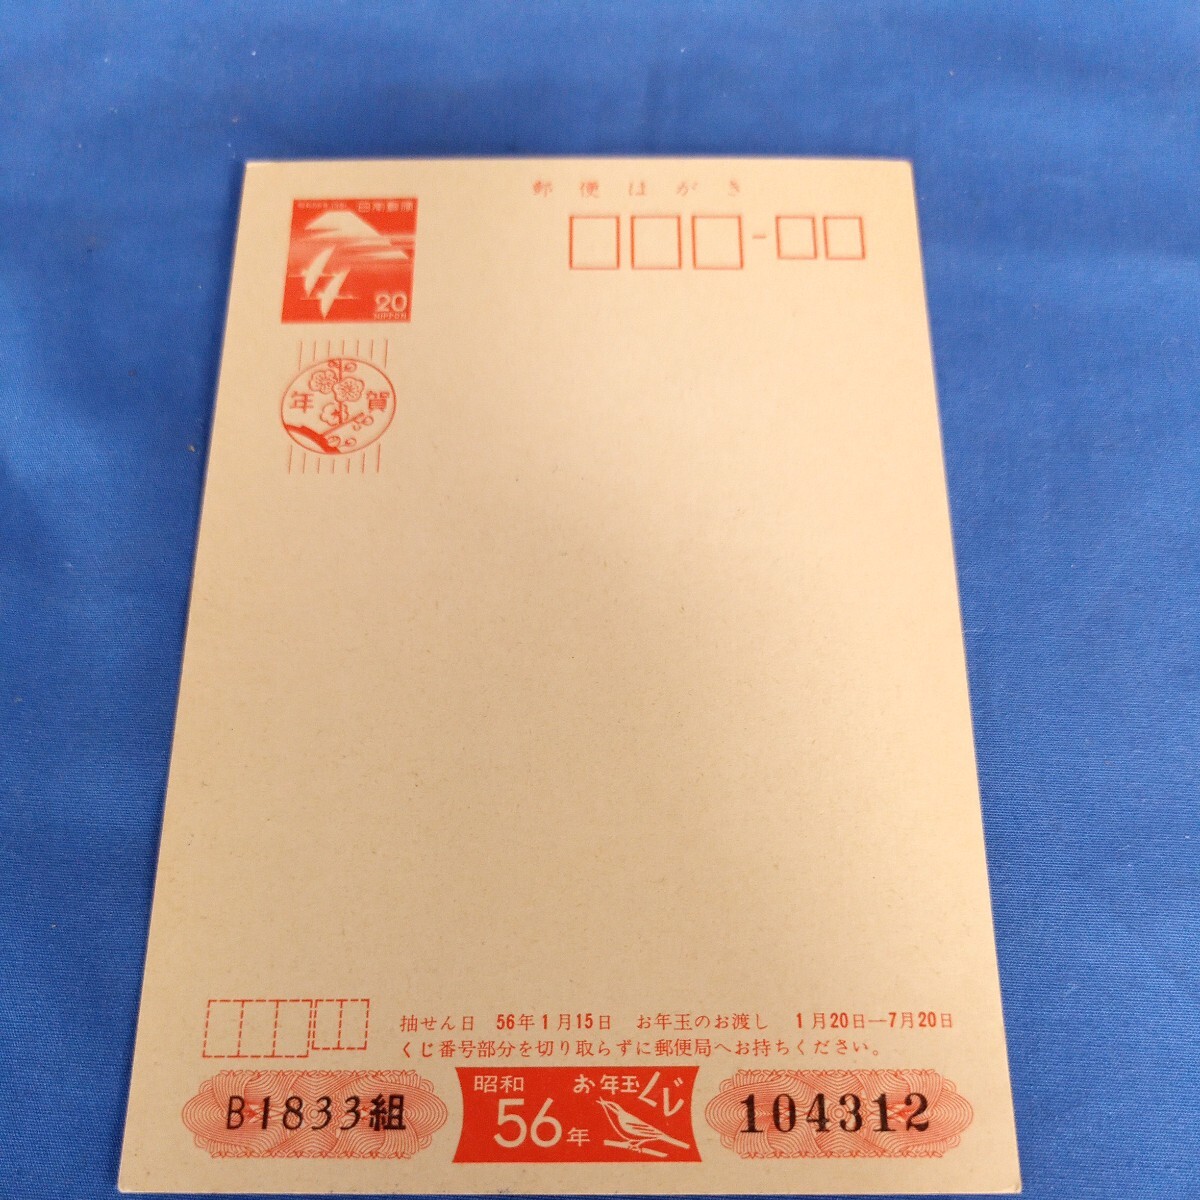 郵便はがき
日本郵便
20
NIPPON
年賀
抽せん日 56年1月15日 お年玉のお渡し 1月20日―7月20日
くじ番号部分を切り取らずに郵便局へお持ちください。
B1833組
昭和56年
お年玉くじ
104312